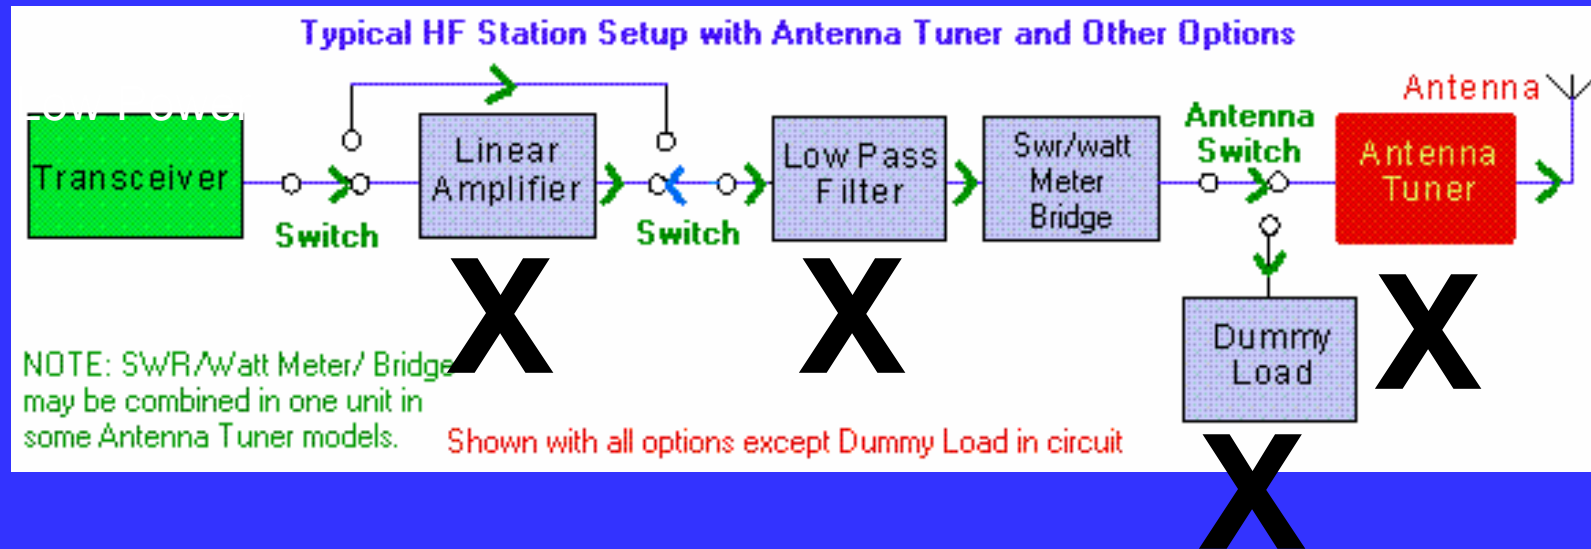 Typical HF Station Setup with Antenna Tuner and Other Options
Low Power
Transceiver
Switch
Linear
Amplifier
Switch
Low Pass
Filter
Swr/watt
Meter
Bridge
Antenna
Switch
Antenna
Tuner
Antenna
Dummy
Load
X
X
X
X
NOTE: SWR/Watt Meter/ Bridge
may be combined in one unit in
some Antenna Tuner models.
Shown with all options except Dummy Load in circuit